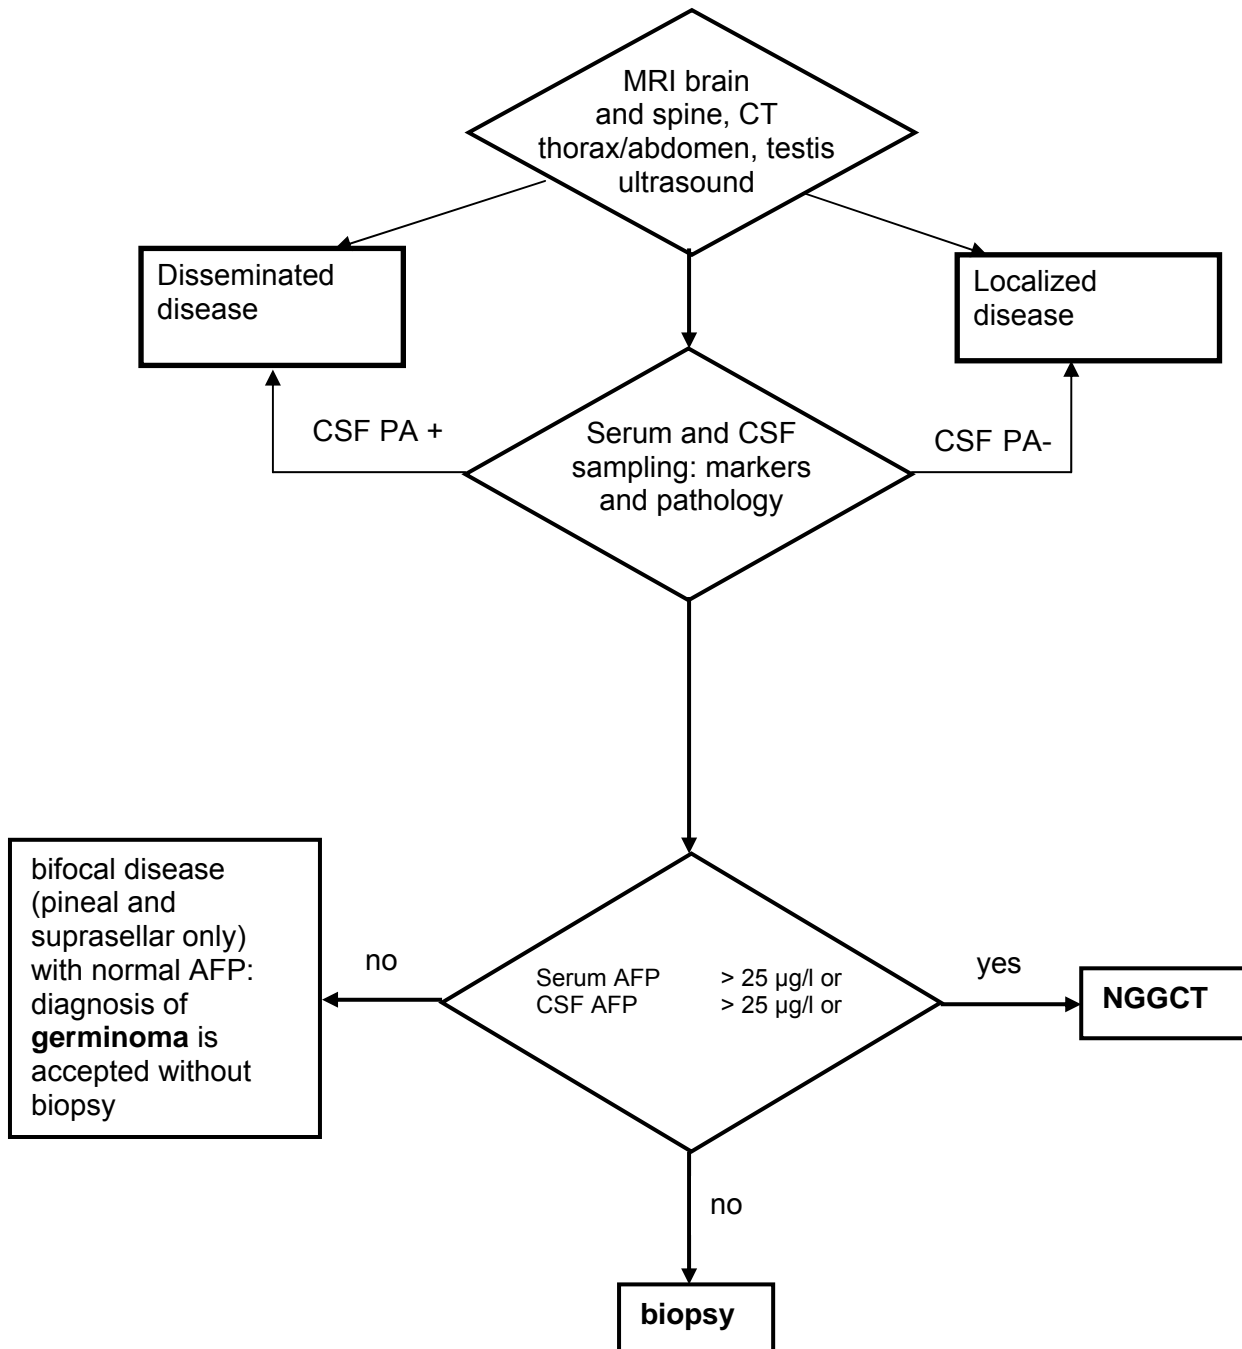 MRI brain
and spine, CT
thorax/abdomen, testis
ultrasound
Disseminated
disease
Localized
disease
CSF PA +
Serum and CSF
sampling: markers
and pathology
CSF PA-
bifocal disease
(pineal and
suprasellar only)
with normal AFP:
diagnosis of
germinoma is
accepted without
biopsy
no
Serum AFP > 25 µg/l or
CSF AFP > 25 µg/l or
yes
NGGCT
no
biopsy